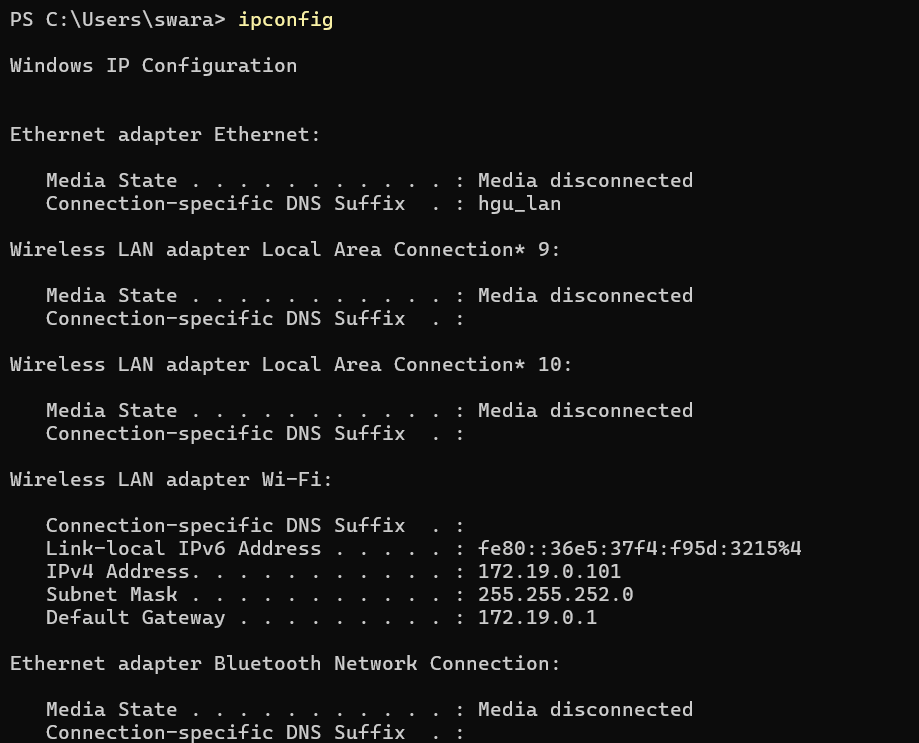 PS C:\Users\swara> ipconfig
Windows IP Configuration
Ethernet adapter Ethernet:
   Media State . . . . . . . . . . . : Media disconnected
   Connection-specific DNS Suffix  . : hgu_lan
Wireless LAN adapter Local Area Connection* 9:
   Media State . . . . . . . . . . . : Media disconnected
   Connection-specific DNS Suffix  . :
Wireless LAN adapter Local Area Connection* 10:
   Media State . . . . . . . . . . . : Media disconnected
   Connection-specific DNS Suffix  . :
Wireless LAN adapter Wi-Fi:
   Connection-specific DNS Suffix  . :
   Link-local IPv6 Address . . . . . : fe80::36e5:37f4:f95d:3215%4
   IPv4 Address. . . . . . . . . . . : 172.19.0.101
   Subnet Mask . . . . . . . . . . . : 255.255.252.0
   Default Gateway . . . . . . . . . : 172.19.0.1
Ethernet adapter Bluetooth Network Connection:
   Media State . . . . . . . . . . . : Media disconnected
   Connection-specific DNS Suffix  . :